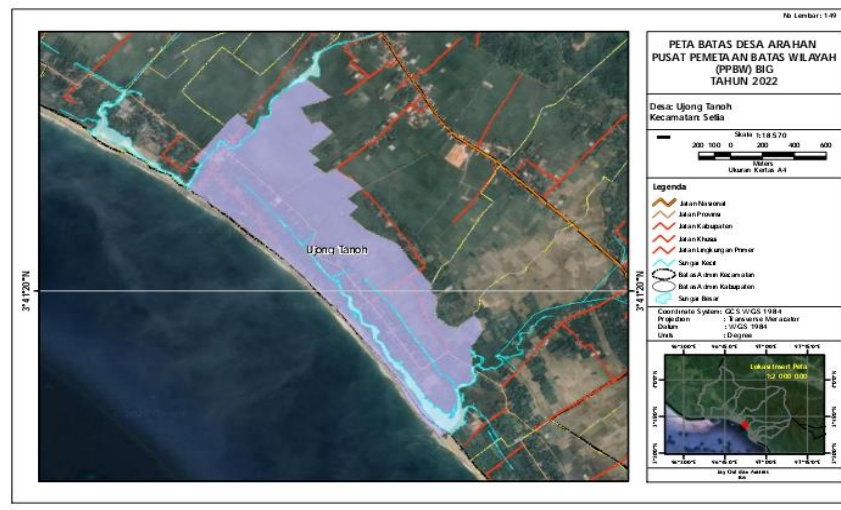 No Lembar: 149
PETA BATAS DESA ARAHAN
PUSAT PEMETAAN BATAS WILAYAH
(PPBW) BIG
TAHUN 2022
Desa: Ujong Tanoh
Kecamatan: Setia
Skala 1:18.570
200 100 0 200 400 600
Meters
Ukuran Kertas A4
Legenda
Jalan Nasional
Jalan Provinsi
Jalan Kabupaten
Jalan Khusus
Jalan Lingkungan Primer
Sungai Kecil
Batas Admin Kecamatan
Batas Admin Kabupaten
Sungai Besar
Coordinate System: GCS WGS 1984
Projection : Transverse Meracator
Datum : WGS 1984
Units : Degree
Lokasi Insert Peta
1:2 000 000
Ujong Tanoh
3°41'20"N
3°41'20"N